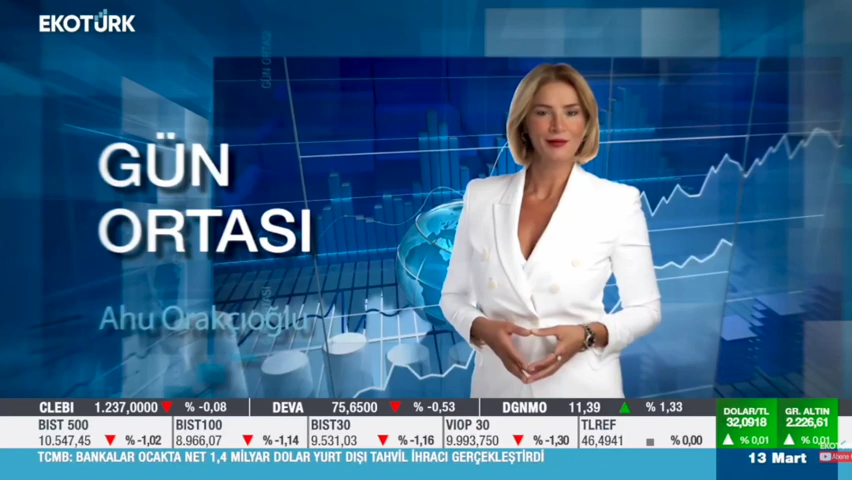 EKOTÜRK
GÜN ORTASI
GÜN
ORTASI
Ahu Orakçıoğlu
CLEBI 1.237,0000 % -0,08 DEVA 75,6500 % -0,53 DGNMO 11,39 % 1,33
BIST 500 BIST100 BIST30 VIOP 30 TLREF
10.547,45 % -1,02 8.966,07 % -1,14 9.531,03 % -1,16 9.993,750 % -1,30 46,4941 % 0,00
DOLAR/TL GR. ALTIN
32,0918 2.226,61
% 0,01 % 0,01
TCMB: BANKALAR OCAKTA NET 1,4 MİLYAR DOLAR YURT DIŞI TAHVİL İHRACI GERÇEKLEŞTİRDİ
13 Mart
Abone